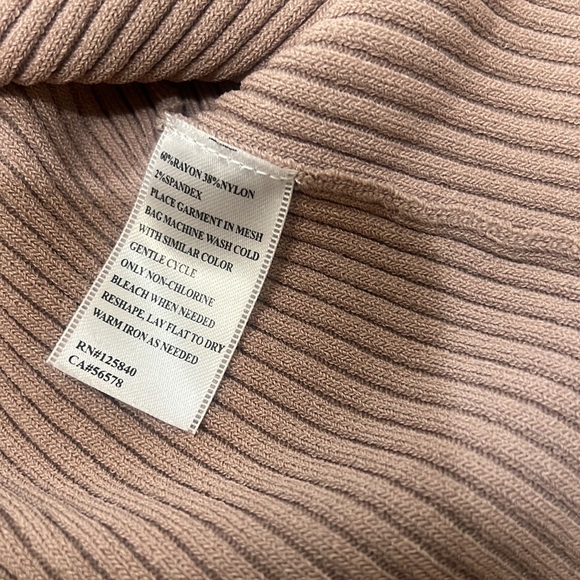 60%RAYON 38%NYLON
2%SPANDEX
PLACE GARMENT IN MESH
BAG MACHINE WASH COLD
WITH SIMILAR COLOR
GENTLE CYCLE
ONLY NON-CHLORINE
BLEACH WHEN NEEDED
RESHAPE, LAY FLAT TO DRY
WARM IRON AS NEEDED
RN#125840
CA#56578